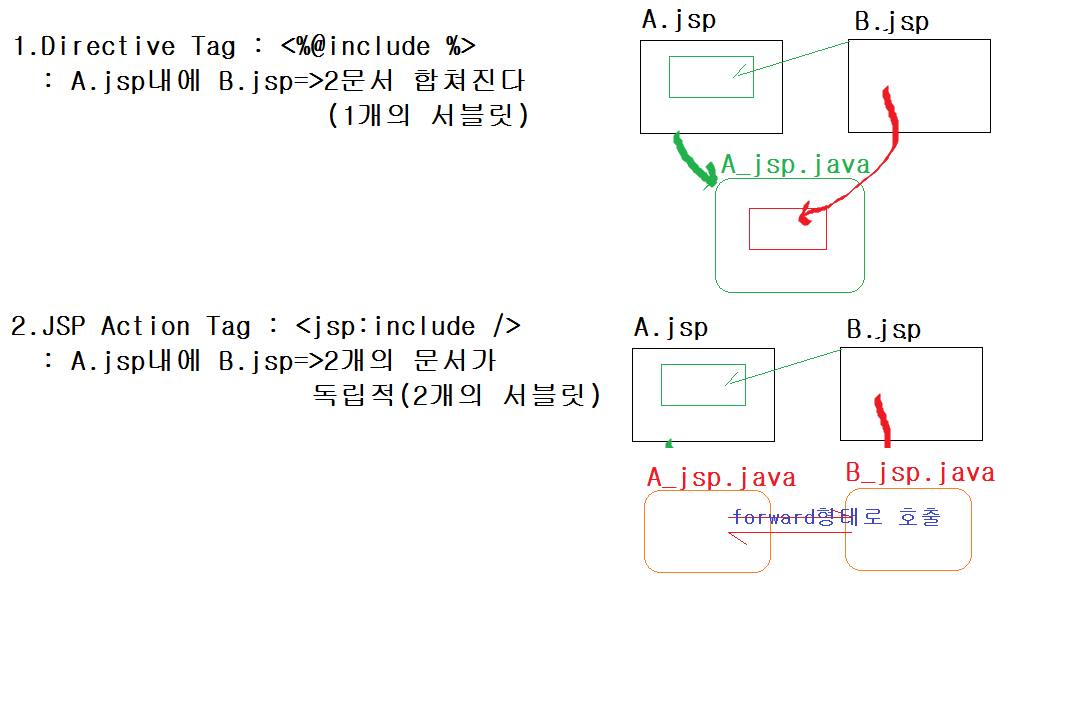 1.Directive Tag : <%@include %>
: A.jsp내에 B.jsp=>2문서 합쳐진다
(1개의 서블릿)
A.jsp
B.jsp
A_jsp.java
2.JSP Action Tag : <jsp:include />
: A.jsp내에 B.jsp=>2개의 문서가
독립적(2개의 서블릿)
A.jsp
B.jsp
A_jsp.java
B_jsp.java
forward형태로 호출